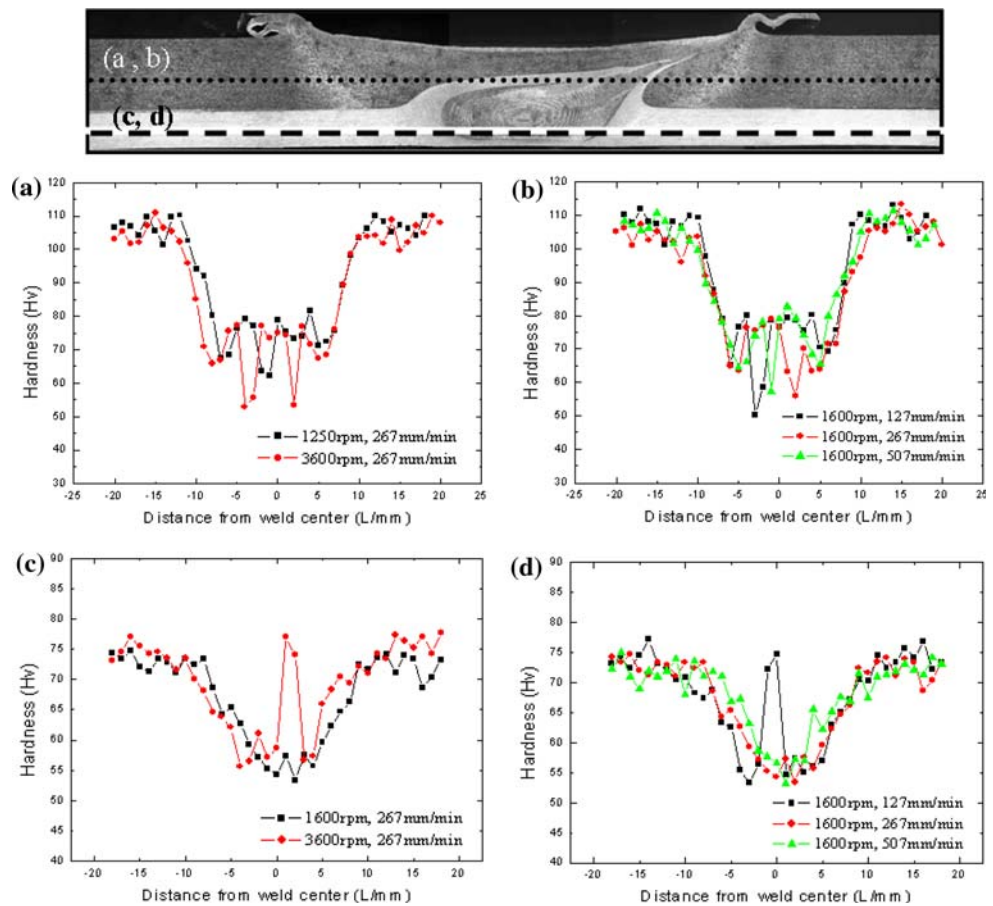 (a , b)
(c, d)
(a)
120
110
100
90
80
70
60
50
40
30
Hardness (Hv)
1250rpm, 267mm/min
3600rpm, 267mm/min
-25 -20 -15 -10 -5 0 5 10 15 20 25
Distance from weld center (L/mm)
(b)
120
110
100
90
80
70
60
50
40
30
Hardness (Hv)
1600rpm, 127mm/min
1600rpm, 267mm/min
1600rpm, 507mm/min
-25 -20 -15 -10 -5 0 5 10 15 20 25
Distance from weld center (L/mm)
(c)
90
85
80
75
70
65
60
55
50
45
40
Hardness (Hv)
1600rpm, 267mm/min
3600rpm, 267mm/min
-20 -15 -10 -5 0 5 10 15 20
Distance from weld center (L/mm)
(d)
90
85
80
75
70
65
60
55
50
45
40
Hardness (Hv)
1600rpm, 127mm/min
1600rpm, 267mm/min
1600rpm, 507mm/min
-20 -15 -10 -5 0 5 10 15 20
Distance from weld center (L/mm)